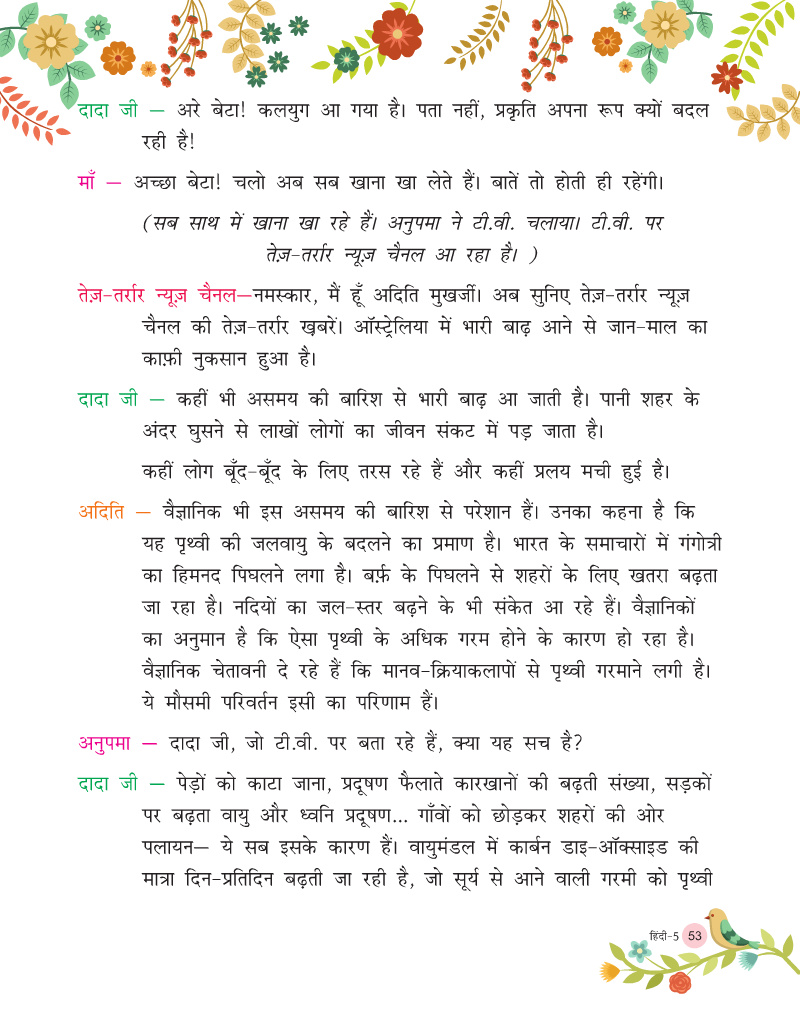 दादा जी — अरे बेटा! कलयुग आ गया है। पता नहीं, प्रकृति अपना रूप क्यों बदल
रही है!
माँ — अच्छा बेटा! चलो अब सब खाना खा लेते हैं। बातें तो होती ही रहेंगी।
(सब साथ में खाना खा रहे हैं। अनुपमा ने टी.वी. चलाया। टी.वी. पर
तेज़-तर्रार न्यूज़ चैनल आ रहा है। )
तेज़-तर्रार न्यूज़ चैनल—नमस्कार, मैं हूँ अदिति मुखर्जी। अब सुनिए तेज़-तर्रार न्यूज़
चैनल की तेज़-तर्रार ख़बरें। ऑस्ट्रेलिया में भारी बाढ़ आने से जान-माल का
काफ़ी नुकसान हुआ है।
दादा जी — कहीं भी असमय की बारिश से भारी बाढ़ आ जाती है। पानी शहर के
अंदर घुसने से लाखों लोगों का जीवन संकट में पड़ जाता है।
कहीं लोग बूँद-बूँद के लिए तरस रहे हैं और कहीं प्रलय मची हुई है।
अदिति — वैज्ञानिक भी इस असमय की बारिश से परेशान हैं। उनका कहना है कि
यह पृथ्वी की जलवायु के बदलने का प्रमाण है। भारत के समाचारों में गंगोत्री
का हिमनद पिघलने लगा है। बर्फ़ के पिघलने से शहरों के लिए खतरा बढ़ता
जा रहा है। नदियों का जल-स्तर बढ़ने के भी संकेत आ रहे हैं। वैज्ञानिकों
का अनुमान है कि ऐसा पृथ्वी के अधिक गरम होने के कारण हो रहा है।
वैज्ञानिक चेतावनी दे रहे हैं कि मानव-क्रियाकलापों से पृथ्वी गरमाने लगी है।
ये मौसमी परिवर्तन इसी का परिणाम हैं।
अनुपमा — दादा जी, जो टी.वी. पर बता रहे हैं, क्या यह सच है?
दादा जी — पेड़ों को काटा जाना, प्रदूषण फैलाते कारखानों की बढ़ती संख्या, सड़कों
पर बढ़ता वायु और ध्वनि प्रदूषण... गाँवों को छोड़कर शहरों की ओर
पलायन— ये सब इसके कारण हैं। वायुमंडल में कार्बन डाइ-ऑक्साइड की
मात्रा दिन-प्रतिदिन बढ़ती जा रही है, जो सूर्य से आने वाली गरमी को पृथ्वी
हिंदी-5 53